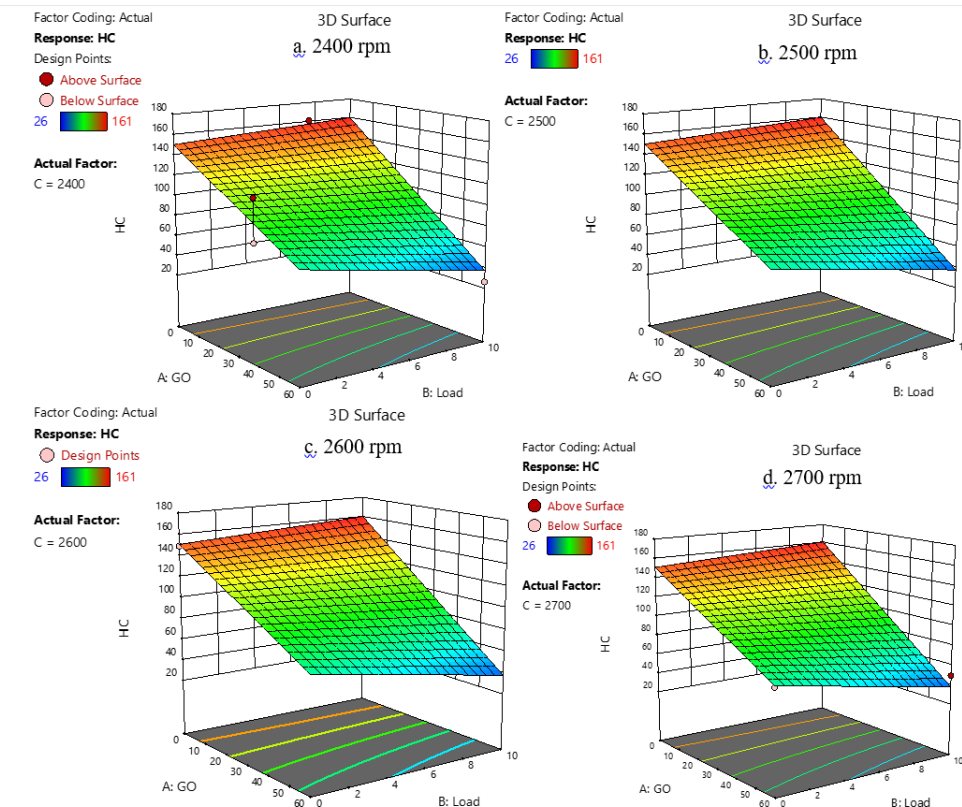 Factor Coding: Actual
Response: HC
Design Points:
Above Surface
Below Surface
26 161
Actual Factor:
C = 2400
3D Surface
a. 2400 rpm
180
160
140
120
100
80
60
40
20
HC
0
10
20
30
40
50
60
0
2
4
6
8
10
A: GO
B: Load
Factor Coding: Actual
Response: HC
26 161
Actual Factor:
C = 2500
3D Surface
b. 2500 rpm
180
160
140
120
100
80
60
40
20
HC
0
10
20
30
40
50
60
0
2
4
6
8
A: GO
B: Load
Factor Coding: Actual
Response: HC
Design Points
26 161
Actual Factor:
C = 2600
3D Surface
c. 2600 rpm
180
160
140
120
100
80
60
40
20
HC
0
10
20
30
40
50
60
0
2
4
6
8
10
A: GO
B: Load
Factor Coding: Actual
Response: HC
Design Points:
Above Surface
Below Surface
26 161
Actual Factor:
C = 2700
3D Surface
d. 2700 rpm
180
160
140
120
100
80
60
40
20
HC
0
10
20
30
40
50
60
0
2
4
6
8
10
A: GO
B: Load